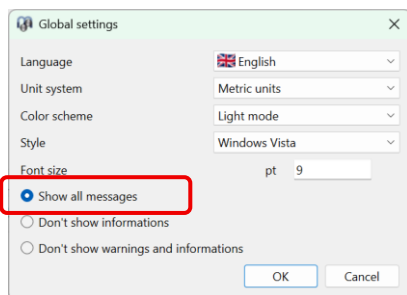 Global settings
Language English
Unit system Metric units
Color scheme Light mode
Style Windows Vista
Font size pt 9
Show all messages
Don't show informations
Don't show warnings and informations
OK Cancel